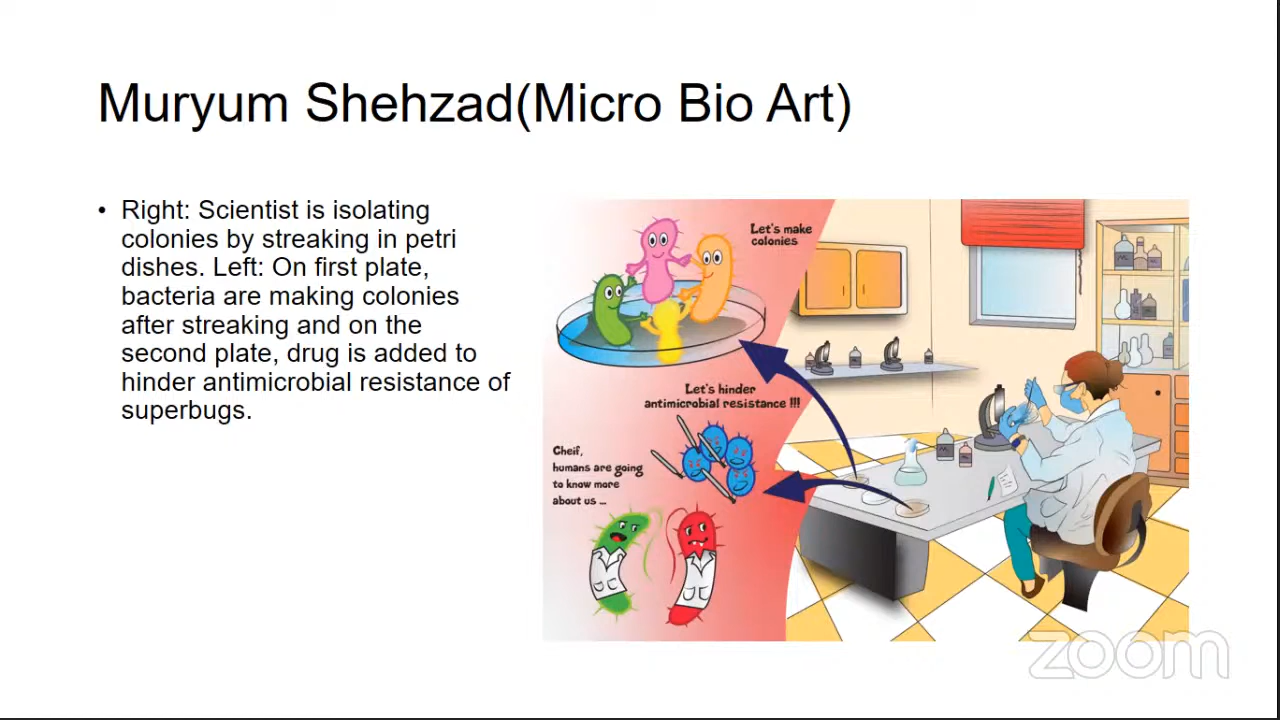 Muryum Shehzad(Micro Bio Art)
• Right: Scientist is isolating
colonies by streaking in petri
dishes. Left: On first plate,
bacteria are making colonies
after streaking and on the
second plate, drug is added to
hinder antimicrobial resistance of
superbugs.
Let's make
colonies
Let's hinder
antimicrobial resistance !!!
Cheif,
humans are going
to know more
about us ...
zoom